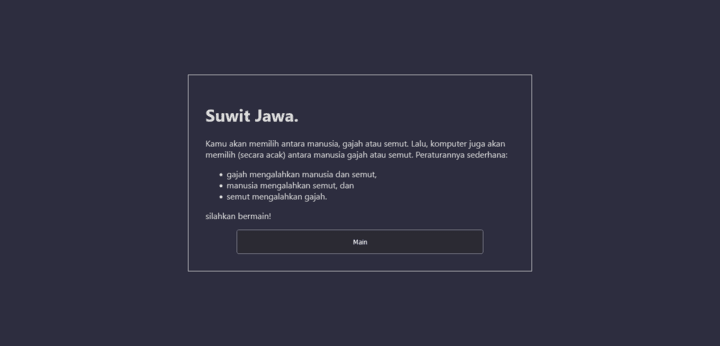 Suwit Jawa.
Kamu akan memilih antara manusia, gajah atau semut. Lalu, komputer juga akan
memilih (secara acak) antara manusia gajah atau semut. Peraturannya sederhana:
• gajah mengalahkan manusia dan semut,
• manusia mengalahkan semut, dan
• semut mengalahkan gajah.
silahkan bermain!
Main